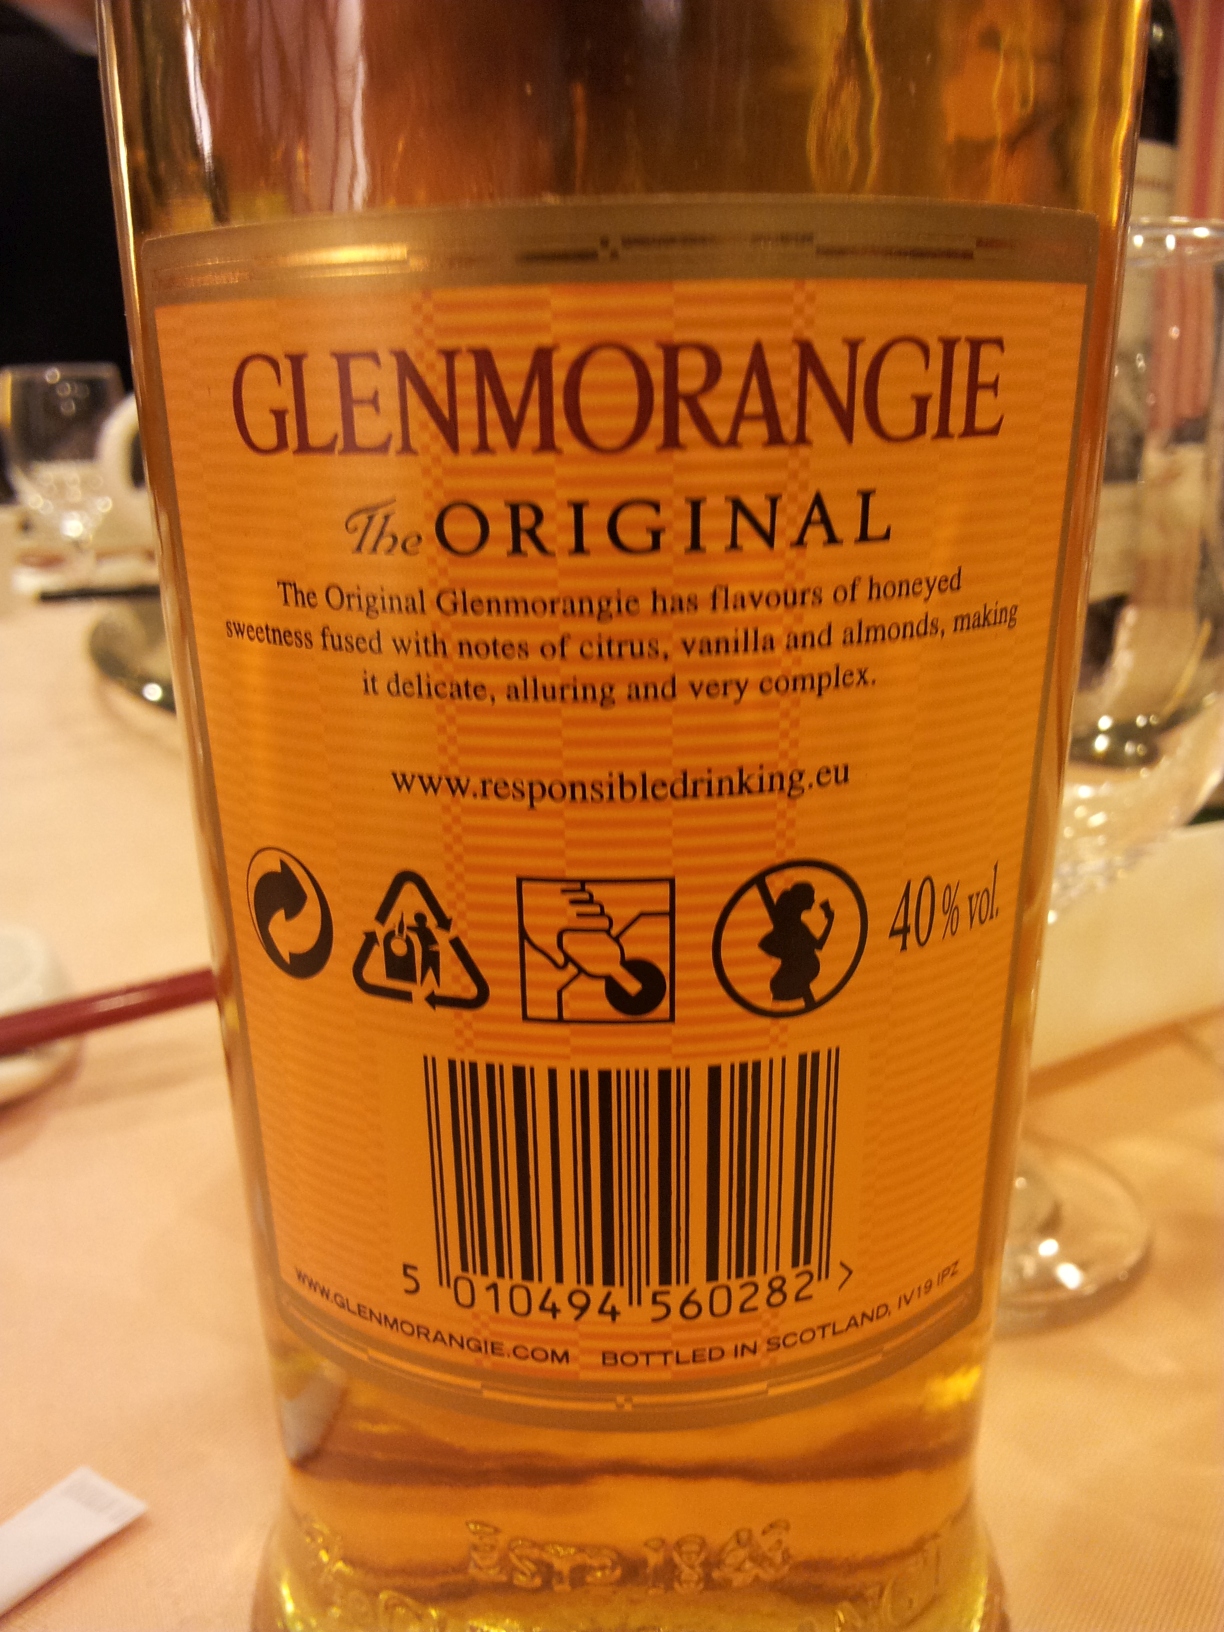 GLENMORANGIE
The ORIGINAL
The Original Glenmorangie has flavours of honeyed
sweetness fused with notes of citrus, vanilla and almonds, making
it delicate, alluring and very complex.
www.responsibledrinking.eu
40% vol.
5 010494 560282 >
WWW.GLENMORANGIE.COM BOTTLED IN SCOTLAND, IV19 1PZ
ESTD 1843